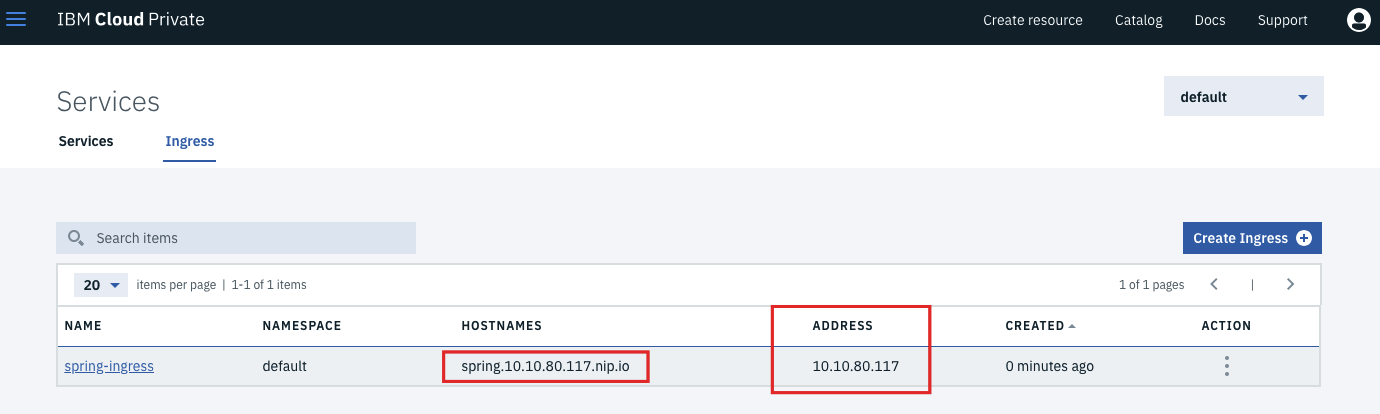 IBM Cloud Private Create resource Catalog Docs Support
Services default
Services Ingress
Search items Create Ingress
20 items per page | 1-1 of 1 items 1 of 1 pages |
NAME NAMESPACE HOSTNAMES ADDRESS CREATED ACTION
spring-ingress default spring.10.10.80.117.nip.io 10.10.80.117 0 minutes ago